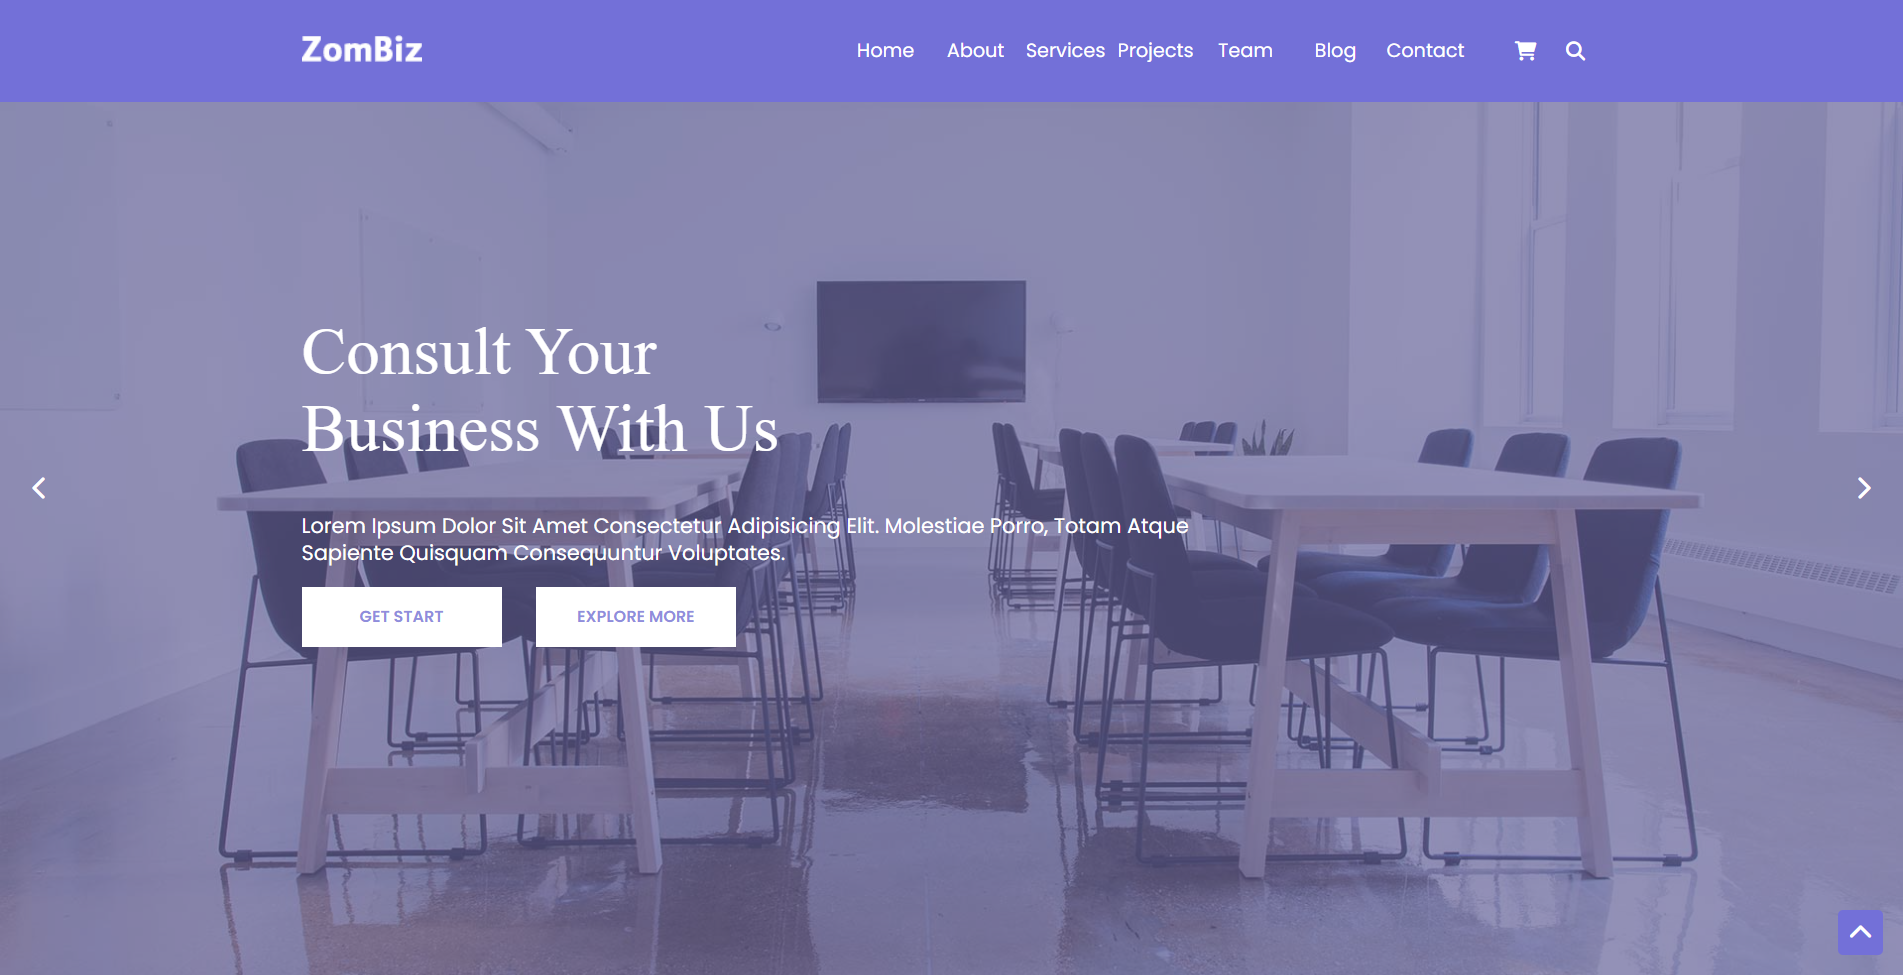 ZomBiz
Home About Services Projects Team Blog Contact
Consult Your
Business With Us
Lorem Ipsum Dolor Sit Amet Consectetur Adipisicing Elit. Molestiae Porro, Totam Atque
Sapiente Quisquam Consequuntur Voluptates.
GET START
EXPLORE MORE